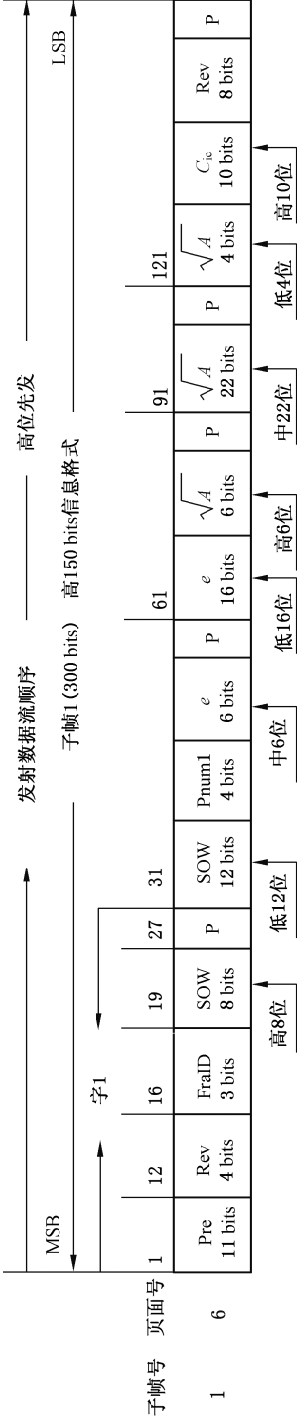 发射数据流顺序 高位先发
MSB 子帧1 (300 bits) 高150 bits信息格式 LSB
字1
子帧号 页面号 1 12 16 19 27 31 61 91 121
1 6 Pre 11 bits Rev 4 bits FraID 3 bits SOW 8 bits P SOW 12 bits Pnum1 4 bits e 6 bits P e 16 bits √A 6 bits P √A 22 bits P √A 4 bits C_ic 10 bits Rev 8 bits P
高8位 低12位 中6位 低16位 高6位 中22位 低4位 高10位